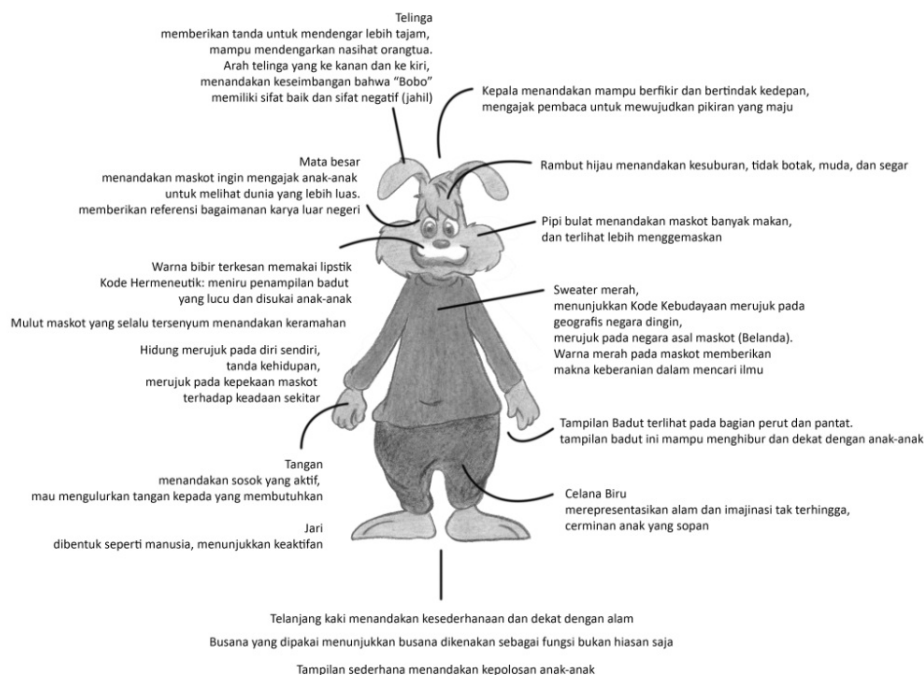 Telinga
memberikan tanda untuk mendengar lebih tajam,
mampu mendengarkan nasihat orangtua.
Arah telinga yang ke kanan dan ke kiri,
menandakan keseimbangan bahwa “Bobo”
memiliki sifat baik dan sifat negatif (jahil)
Kepala menandakan mampu berfikir dan bertindak kedepan,
mengajak pembaca untuk mewujudkan pikiran yang maju
Mata besar
menandakan maskot ingin mengajak anak-anak
untuk melihat dunia yang lebih luas.
memberikan referensi bagaimanan karya luar negeri
Rambut hijau menandakan kesuburan, tidak botak, muda, dan segar
Pipi bulat menandakan maskot banyak makan,
dan terlihat lebih menggemaskan
Warna bibir terkesan memakai lipstik
Kode Hermeneutik: meniru penampilan badut
yang lucu dan disukai anak-anak
Mulut maskot yang selalu tersenyum menandakan keramahan
Sweater merah,
menunjukkan Kode Kebudayaan merujuk pada
geografis negara dingin,
merujuk pada negara asal maskot (Belanda).
Warna merah pada maskot memberikan
makna keberanian dalam mencari ilmu
Hidung merujuk pada diri sendiri,
tanda kehidupan,
merujuk pada kepekaan maskot
terhadap keadaan sekitar
Tampilan Badut terlihat pada bagian perut dan pantat.
tampilan badut ini mampu menghibur dan dekat dengan anak-anak
Tangan
menandakan sosok yang aktif,
mau mengulurkan tangan kepada yang membutuhkan
Celana Biru
merepresentasikan alam dan imajinasi tak terhingga,
cerminan anak yang sopan
Jari
dibentuk seperti manusia, menunjukkan keaktifan
Telanjang kaki menandakan kesederhanaan dan dekat dengan alam
Busana yang dipakai menunjukkan busana dikenakan sebagai fungsi bukan hiasan saja
Tampilan sederhana menandakan kepolosan anak-anak